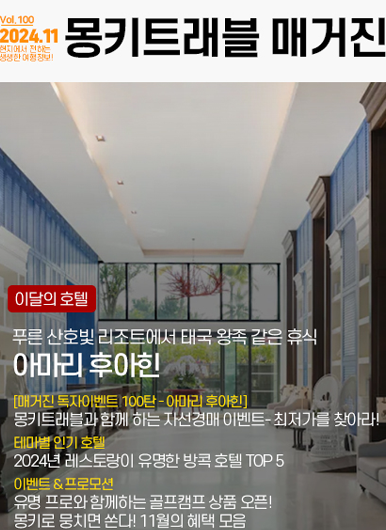 Vol. 100
2024.11
현지에서 전하는
생생한 여행정보!
몽키트래블 매거진
이달의 호텔
푸른 산호빛 리조트에서 태국 왕족 같은 휴식
아마리 후아힌
[매거진 독자이벤트 100탄 - 아마리 후아힌]
몽키트래블과 함께 하는 자선경매 이벤트- 최저가를 찾아라!
테마별 인기 호텔
2024년 레스토랑이 유명한 방콕 호텔 TOP 5
이벤트 & 프로모션
유명 프로와 함께하는 골프캠프 상품 오픈!
몽키로 뭉치면 쏜다! 11월의 혜택 모음